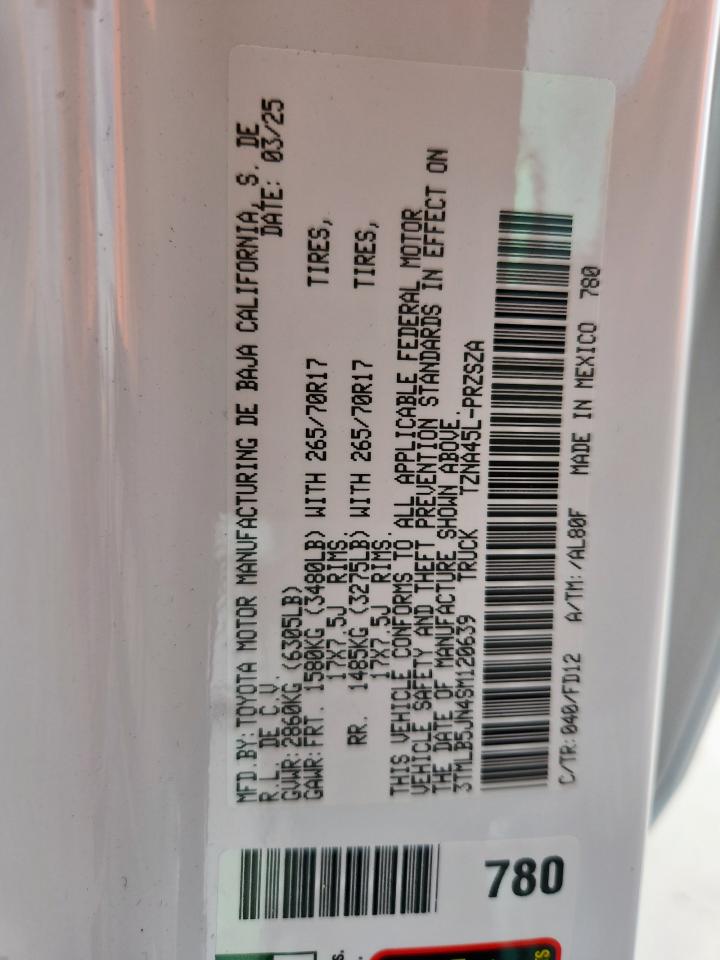 MFD.BY:TOYOTA MOTOR MANUFACTURING DE BAJA CALIFORNIA, S. DE
R.L. DE C.V. DATE: 03/25
GVWR:2860KG (6305LB)
GAWR:FRT. 1580KG (3480LB) WITH 265/70R17 TIRES,
17X7.5J RIMS,
RR. 1485KG (3275LB) WITH 265/70R17 TIRES,
17X7.5J RIMS.
THIS VEHICLE CONFORMS TO ALL APPLICABLE FEDERAL MOTOR
VEHICLE SAFETY AND THEFT PREVENTION STANDARDS IN EFFECT ON
THE DATE OF MANUFACTURE SHOWN ABOVE.
3TMLB5JN4SM120639 TRUCK TZNA45L-PRZSZA
C/TR:040/FD12 A/TM:/AL80F MADE IN MEXICO 780
780